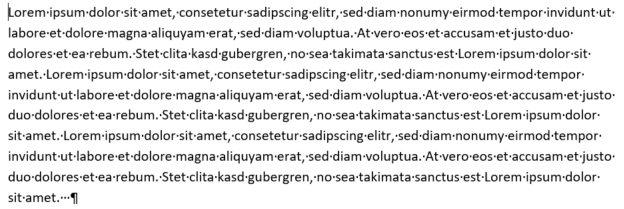 Lorem·ipsum·dolor·sit·amet,·consetetur·sadipscing·elitr,·sed·diam·nonumy·eirmod·tempor·invidunt·ut·
labore·et·dolore·magna·aliquyam·erat,·sed·diam·voluptua.·At·vero·eos·et·accusam·et·justo·duo·
dolores·et·ea·rebum.·Stet·clita·kasd·gubergren,·no·sea·takimata·sanctus·est·Lorem·ipsum·dolor·sit·
amet.·Lorem·ipsum·dolor·sit·amet,·consetetur·sadipscing·elitr,·sed·diam·nonumy·eirmod·tempor·
invidunt·ut·labore·et·dolore·magna·aliquyam·erat,·sed·diam·voluptua.·At·vero·eos·et·accusam·et·justo·
duo·dolores·et·ea·rebum.·Stet·clita·kasd·gubergren,·no·sea·takimata·sanctus·est·Lorem·ipsum·dolor·
sit·amet.·Lorem·ipsum·dolor·sit·amet,·consetetur·sadipscing·elitr,·sed·diam·nonumy·eirmod·tempor·
invidunt·ut·labore·et·dolore·magna·aliquyam·erat,·sed·diam·voluptua.·At·vero·eos·et·accusam·et·justo·
duo·dolores·et·ea·rebum.·Stet·clita·kasd·gubergren,·no·sea·takimata·sanctus·est·Lorem·ipsum·dolor·
sit·amet.···¶